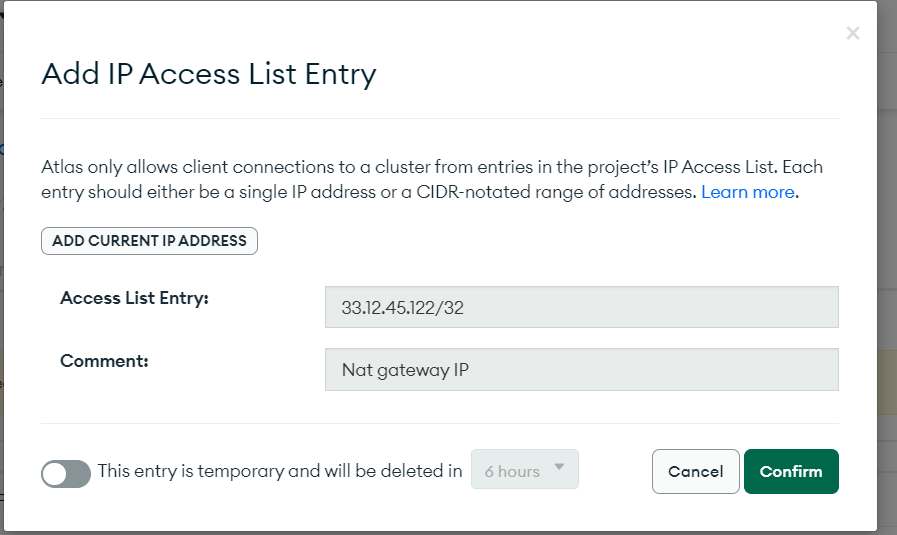 ×
Add IP Access List Entry
Atlas only allows client connections to a cluster from entries in the project's IP Access List. Each
entry should either be a single IP address or a CIDR-notated range of addresses. Learn more.
ADD CURRENT IP ADDRESS
Access List Entry:
33.12.45.122/32
Comment:
Nat gateway IP
This entry is temporary and will be deleted in 6 hours
Cancel
Confirm